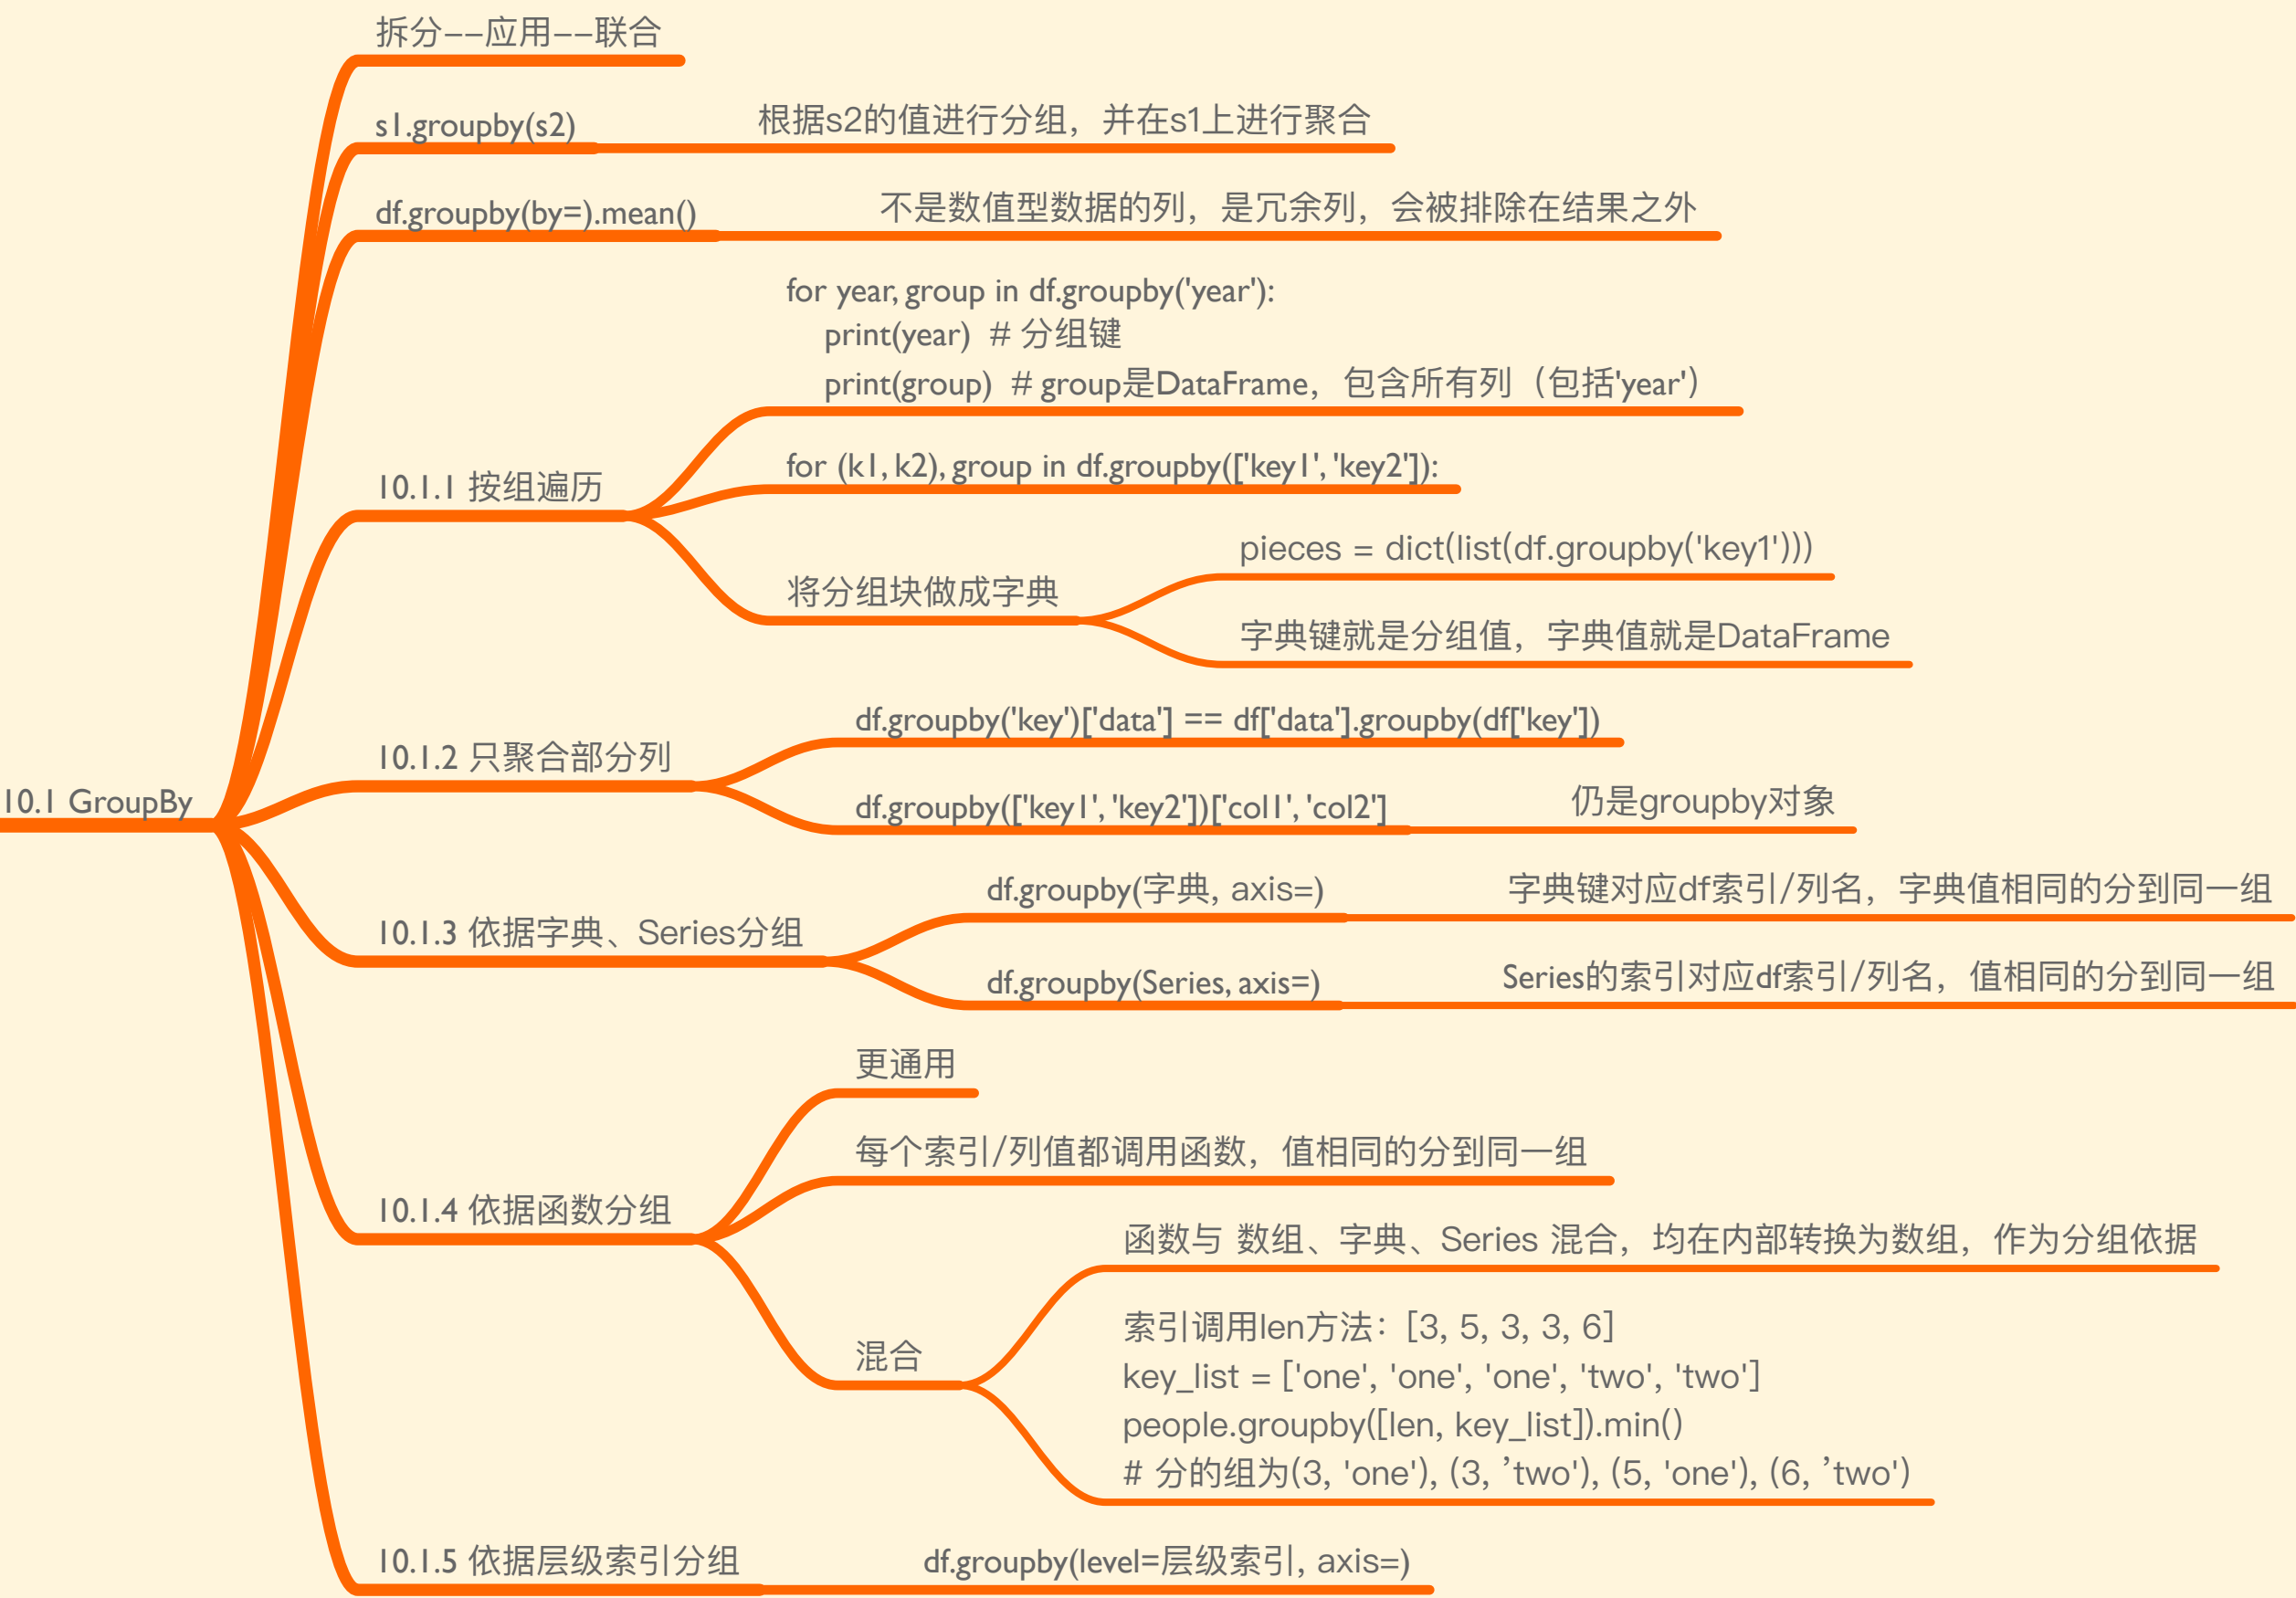 10.1 GroupBy
拆分--应用--联合
s1.groupby(s2)
根据s2的值进行分组，并在s1上进行聚合
df.groupby(by=).mean()
不是数值型数据的列，是冗余列，会被排除在结果之外
10.1.1 按组遍历
for year, group in df.groupby('year'):
    print(year)  # 分组键
    print(group)  # group是DataFrame，包含所有列（包括'year'）
for (k1, k2), group in df.groupby(['key1', 'key2']):
将分组块做成字典
pieces = dict(list(df.groupby('key1')))
字典键就是分组值，字典值就是DataFrame
10.1.2 只聚合部分列
df.groupby('key')['data'] == df['data'].groupby(df['key'])
df.groupby(['key1', 'key2'])['col1', 'col2']
仍是groupby对象
10.1.3 依据字典、Series分组
df.groupby(字典, axis=)
字典键对应df索引/列名，字典值相同的分到同一组
df.groupby(Series, axis=)
Series的索引对应df索引/列名，值相同的分到同一组
10.1.4 依据函数分组
更通用
每个索引/列值都调用函数，值相同的分到同一组
混合
函数与 数组、字典、Series 混合，均在内部转换为数组，作为分组依据
索引调用len方法：[3, 5, 3, 3, 6]
key_list = ['one', 'one', 'one', 'two', 'two']
people.groupby([len, key_list]).min()
# 分的组为(3, 'one'), (3, ’two'), (5, 'one'), (6, ’two')
10.1.5 依据层级索引分组
df.groupby(level=层级索引, axis=)